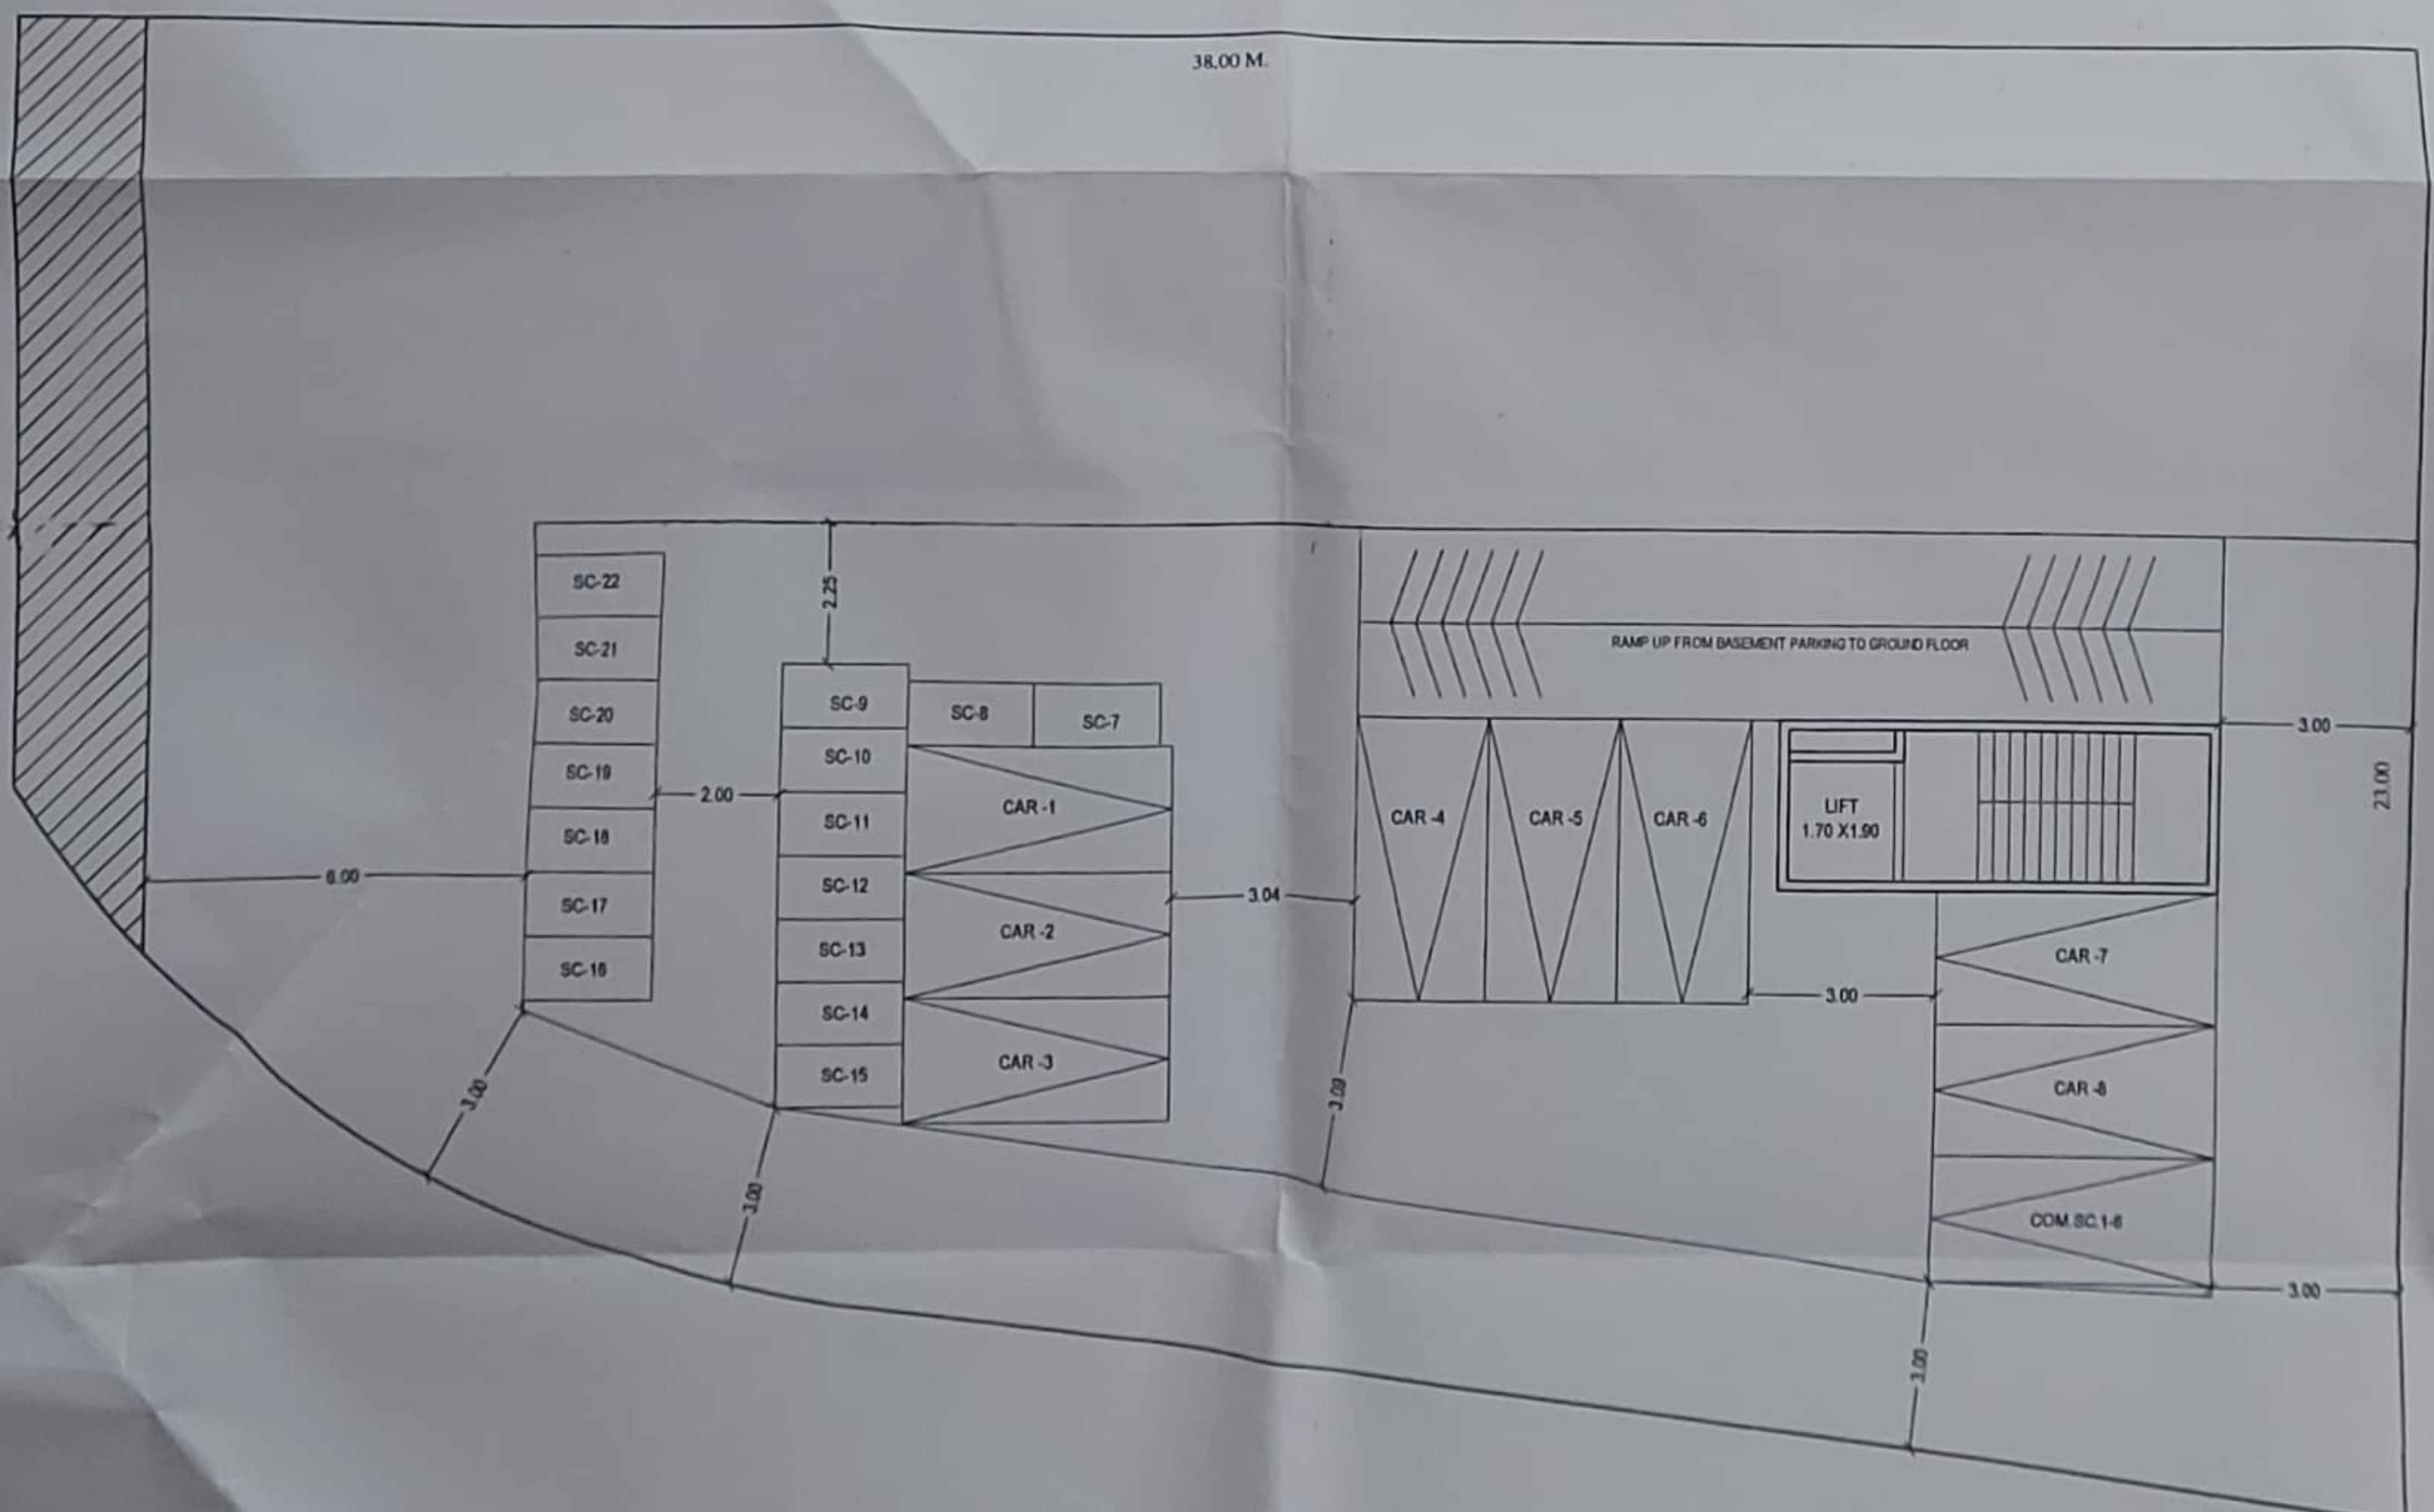 38.00 M.
SC-22
SC-21
SC-20
SC-19
SC-18
SC-17
SC-16
6.00
2.00
2.25
SC-9
SC-10
SC-11
SC-12
SC-13
SC-14
SC-15
SC-8
SC-7
CAR -1
CAR -2
CAR -3
3.04
RAMP UP FROM BASEMENT PARKING TO GROUND FLOOR
CAR -4
CAR -5
CAR -6
LIFT
1.70 X1.90
3.00
23.00
3.00
CAR -7
CAR -8
COM.SC.1-6
3.00
3.00
3.00
3.00